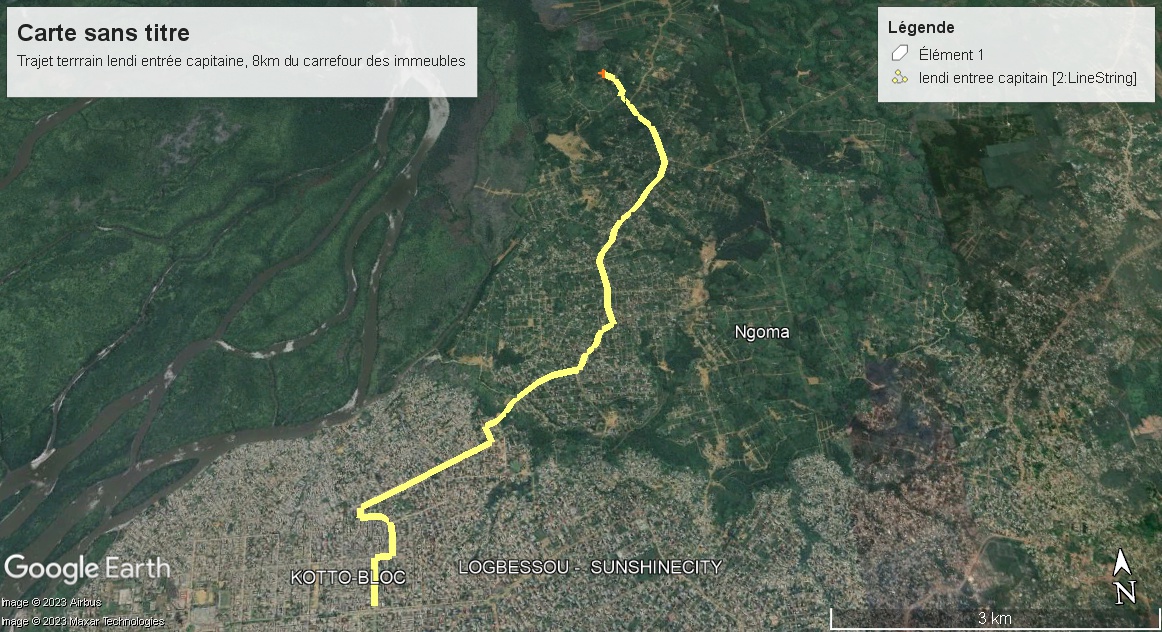 Carte sans titre
Trajet terrrain lendi entrée capitaine, 8km du carrefour des immeubles
Légende
Élément 1
lendi entree capitain [2:LineString]
Ngoma
LOGBESSOU - SUNSHINECITY
KOTTO-BLOC
Google Earth
Image © 2023 Airbus
Image © 2023 Maxar Technologies
N
3 km